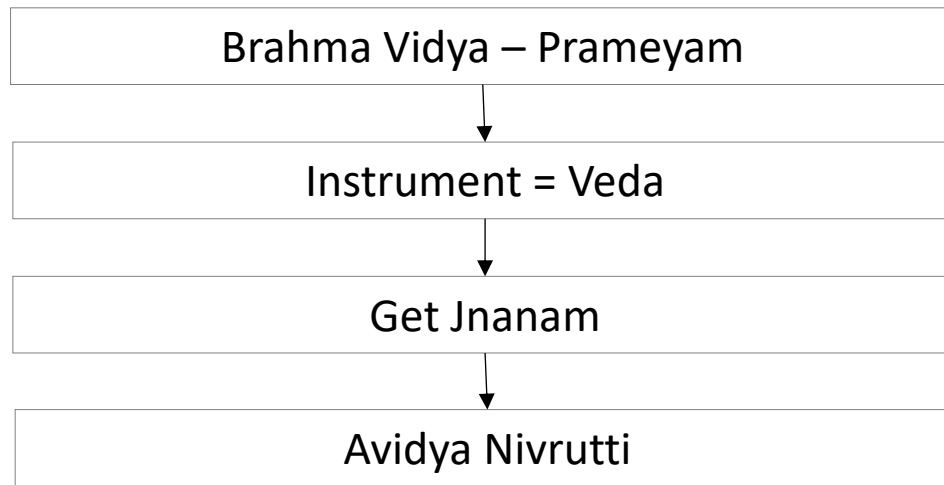 Brahma Vidya – Prameyam
Instrument = Veda
Get Jnanam
Avidya Nivrutti